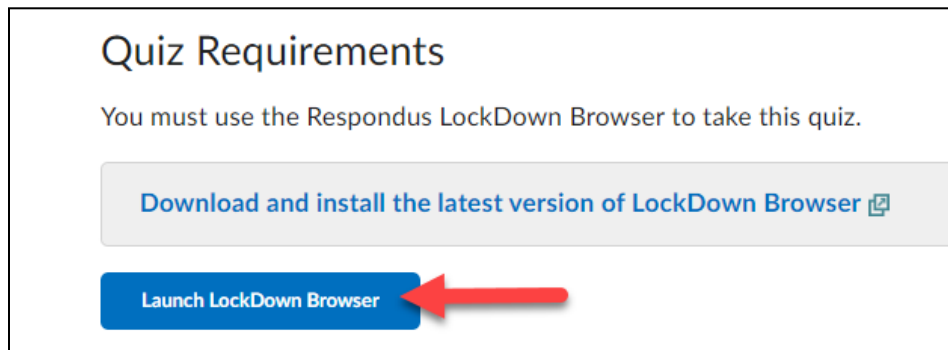 Quiz Requirements
You must use the Respondus LockDown Browser to take this quiz.
Download and install the latest version of LockDown Browser
Launch LockDown Browser